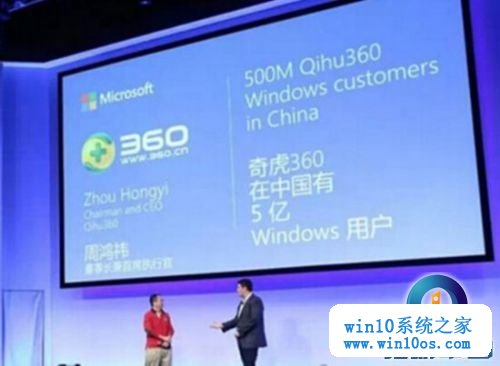 Microsoft
360
www.360.cn
Zhou Hongyi
Chairman and CEO
Qihu360
周鸿祎
董事长兼首席执行官
500M Qihu360
Windows customers
in China
奇虎360
在中国有
5 亿
Windows 用户
win10系统之家
www.win10os.com